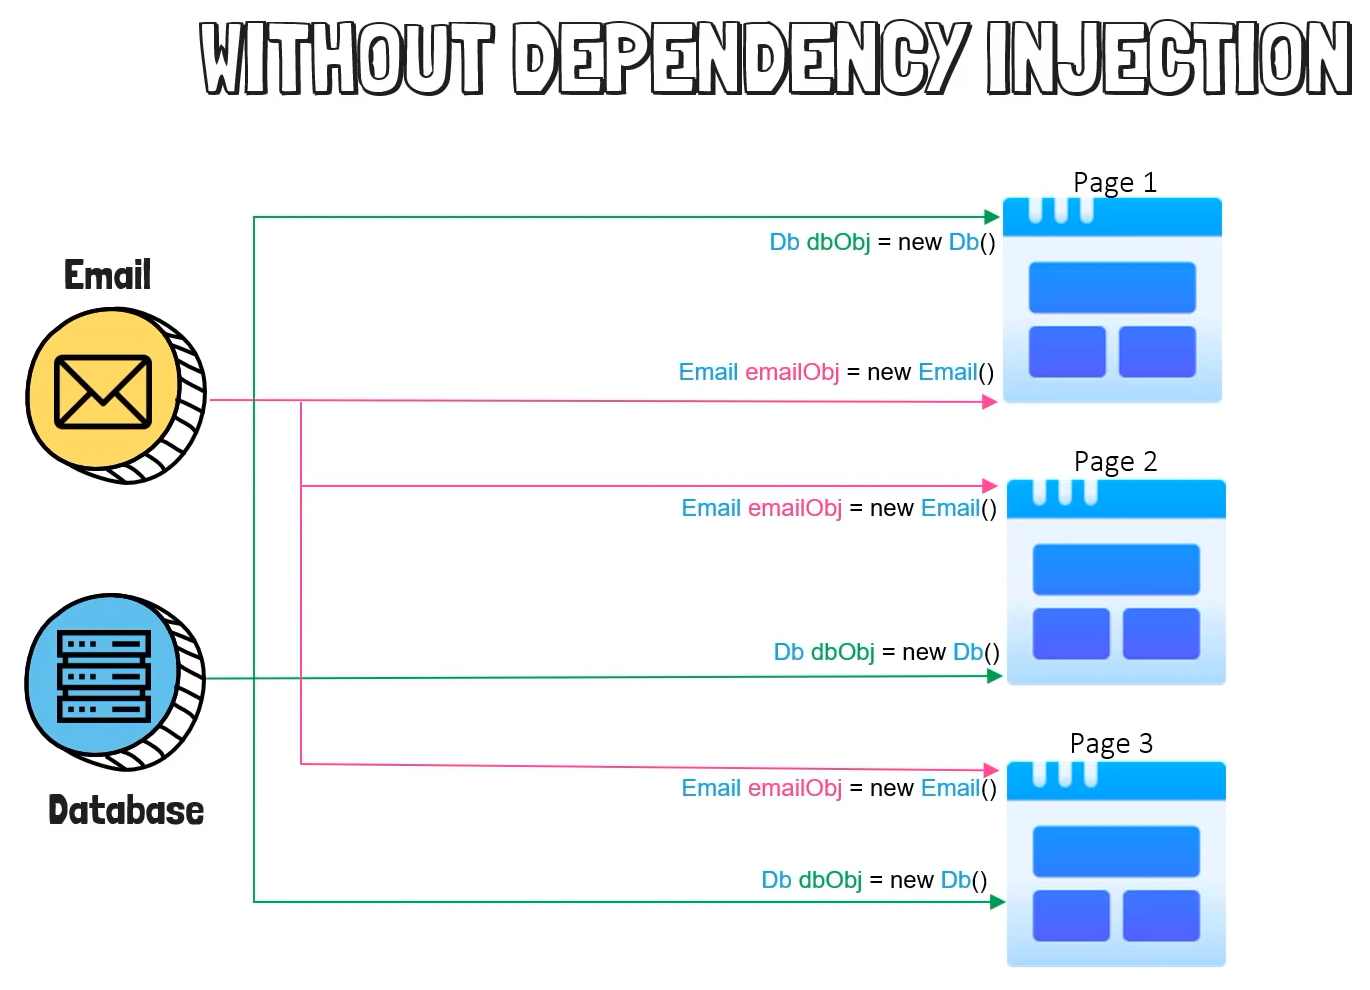 WITHOUT DEPENDENCY INJECTION
Page 1
Db dbObj = new Db()
Email
Email emailObj = new Email()
Page 2
Email emailObj = new Email()
Db dbObj = new Db()
Page 3
Email emailObj = new Email()
Database
Db dbObj = new Db()